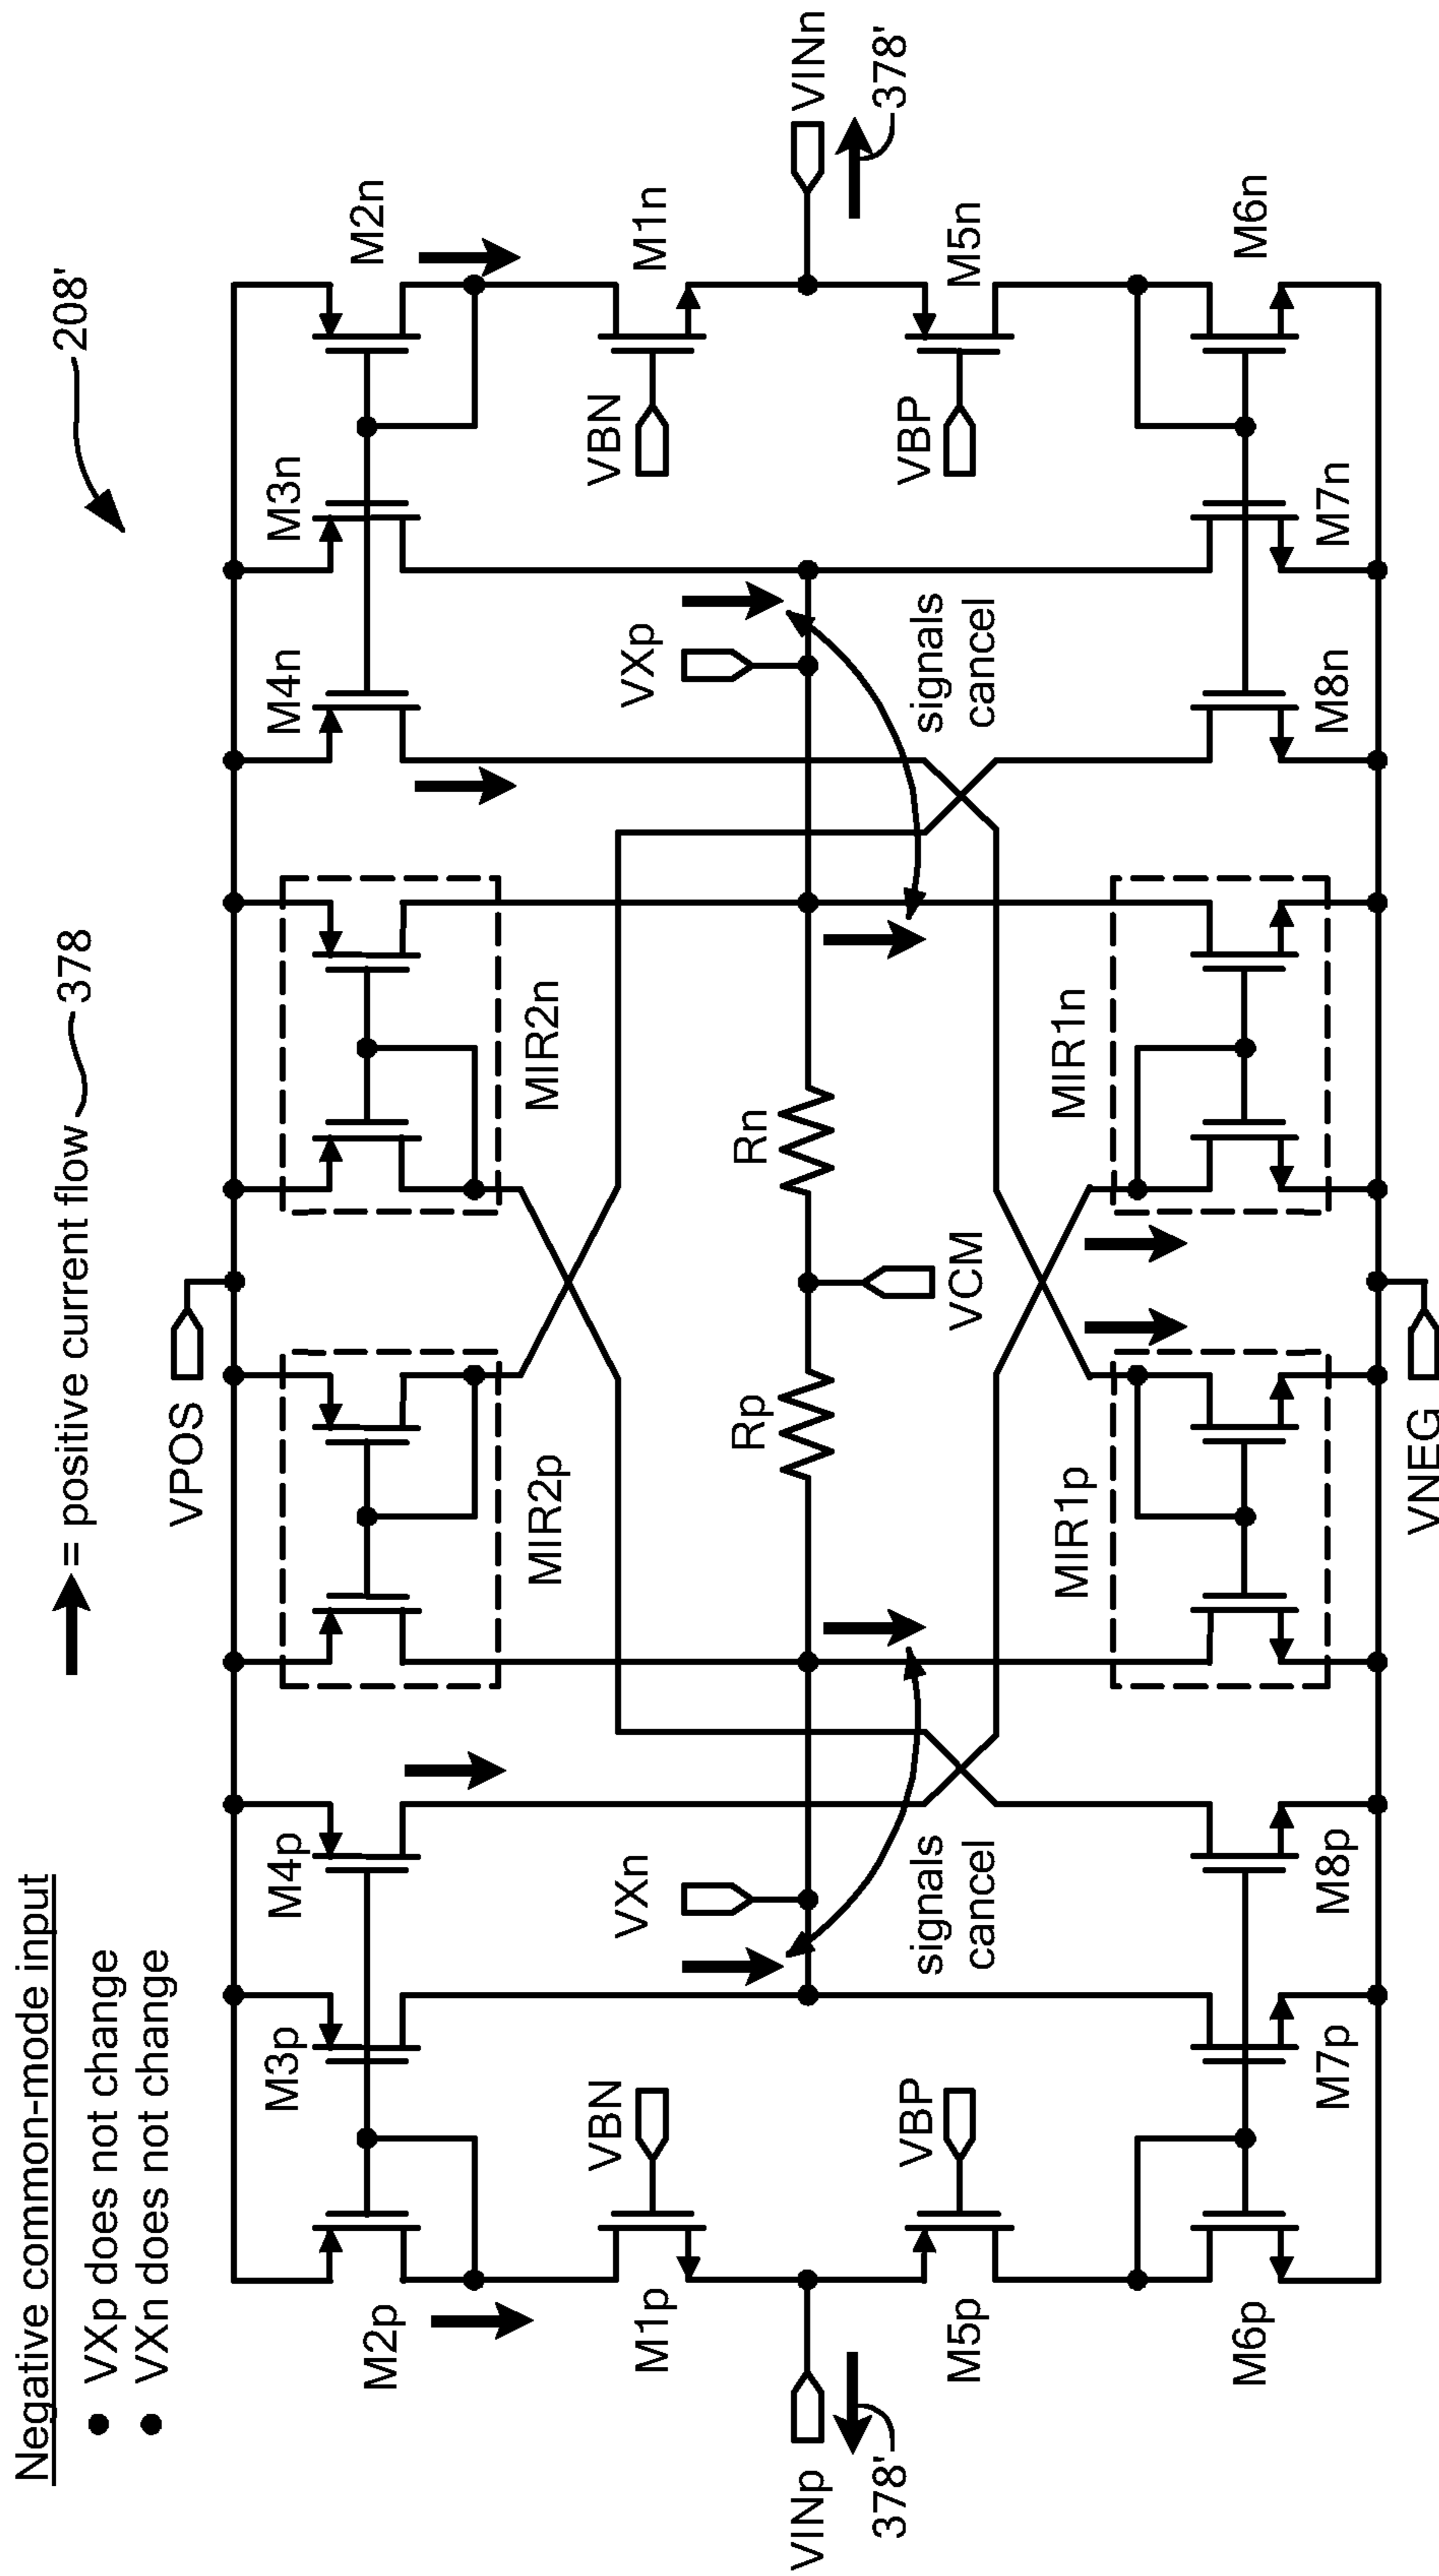 Negative common-mode input
● VXp does not change
● VXn does not change
= positive current flow 378
208'
VPOS
M2p
M3p
M4p
MIR2p
MIR2n
M4n
M3n
M2n
VBN
VXn
VXp
VBN
M1p
Rp
Rn
M1n
VINp
378'
VINn
378'
signals
cancel
VCM
signals
cancel
M5p
VBP
VBP
M5n
MIR1p
MIR1n
M6p
M7p
M8p
M8n
M7n
M6n
VNEG